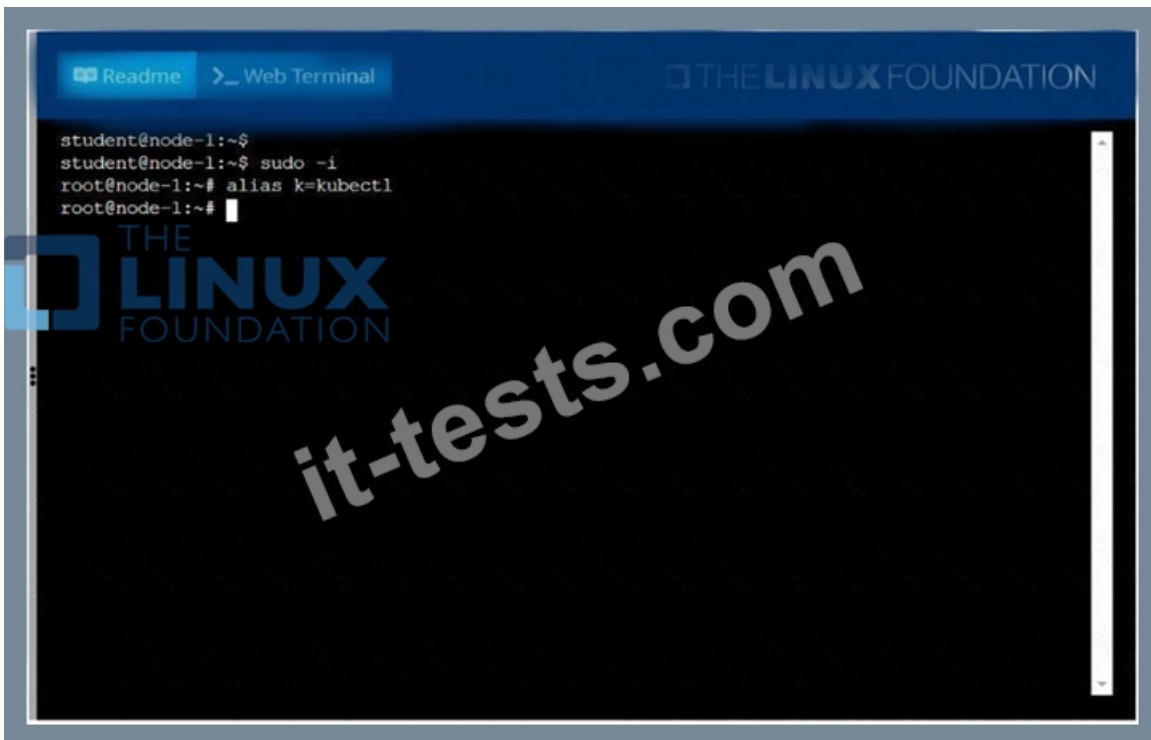 Readme >_ Web Terminal
THE LINUX FOUNDATION
student@node-1:~$
student@node-1:~$ sudo -i
root@node-1:~# alias k=kubectl
root@node-1:~#
THE
LINUX
FOUNDATION
it-tests.com